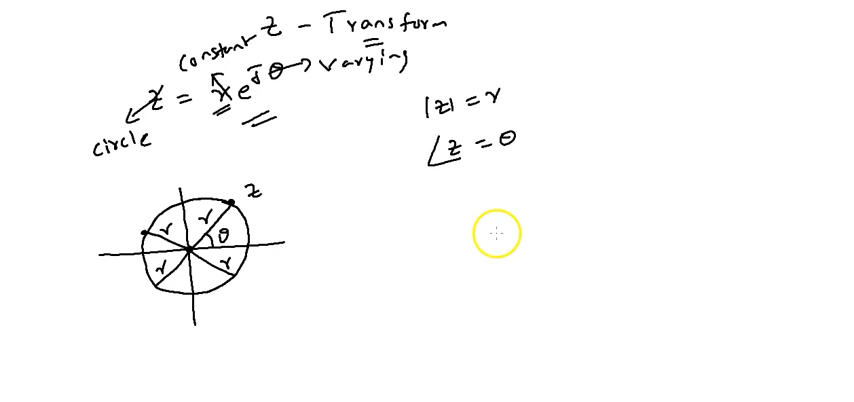 Z - Transform
constant
z = r e^jθ → varying
circle
|z| = r
∠z = θ
z
r r
θ
r r